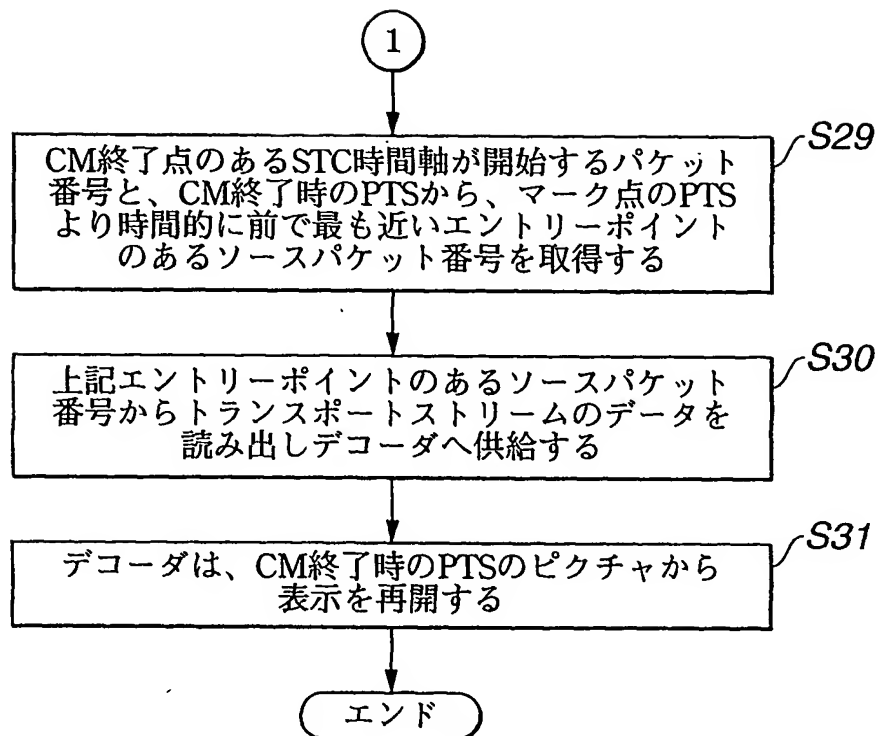 1
S29
CM終了点のあるSTC時間軸が開始するパケット
番号と、CM終了時のPTSから、マーク点のPTS
より時間的に前で最も近いエントリーポイント
のあるソースパケット番号を取得する
S30
上記エントリーポイントのあるソースパケット
番号からトランスポートストリームのデータを
読み出しデコーダへ供給する
S31
デコーダは、CM終了時のPTSのピクチャから
表示を再開する
エンド